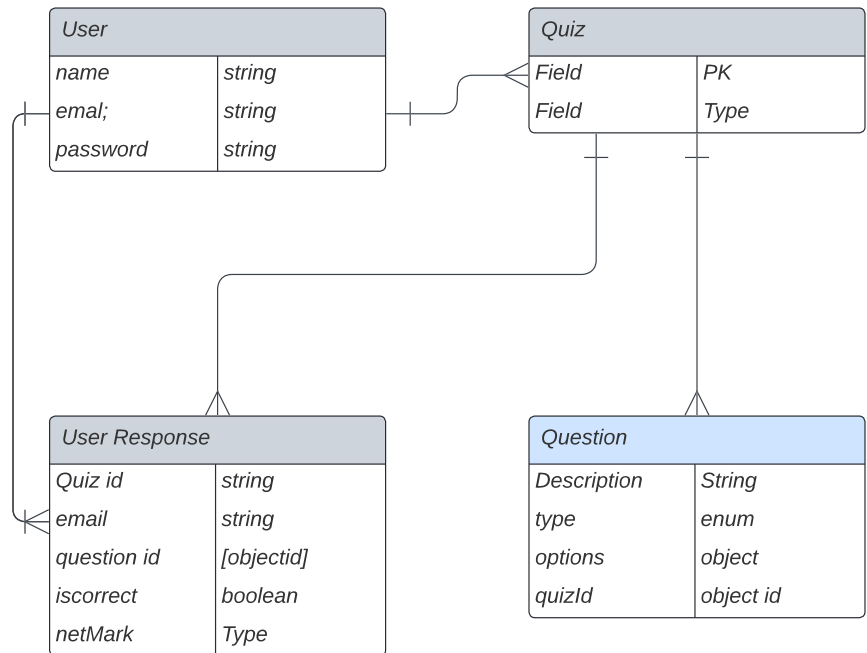 User
name string
emal; string
password string
Quiz
Field PK
Field Type
User Response
Quiz id string
email string
question id [objectid]
iscorrect boolean
netMark Type
Question
Description String
type enum
options object
quizId object id